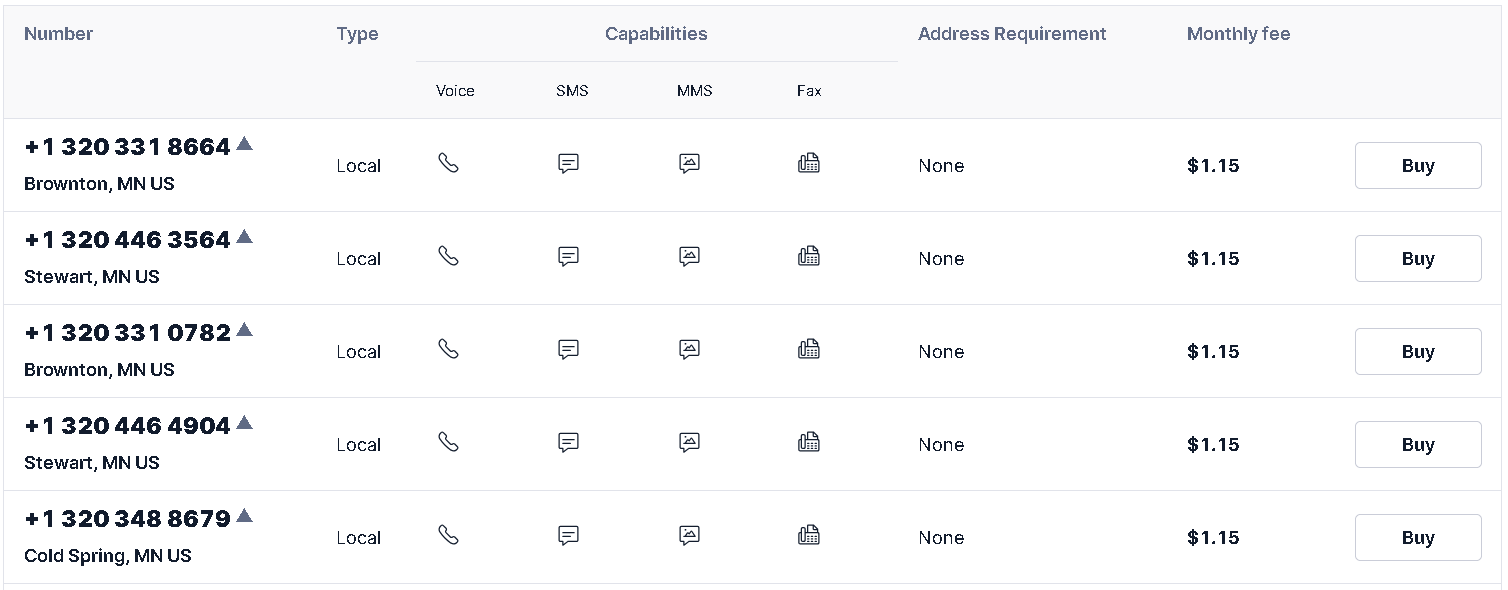 Number Type Capabilities Address Requirement Monthly fee
Voice SMS MMS Fax
+1 320 331 8664
Local None $1.15 Buy
Brownton, MN US
+1 320 446 3564
Local None $1.15 Buy
Stewart, MN US
+1 320 331 0782
Local None $1.15 Buy
Brownton, MN US
+1 320 446 4904
Local None $1.15 Buy
Stewart, MN US
+1 320 348 8679
Local None $1.15 Buy
Cold Spring, MN US